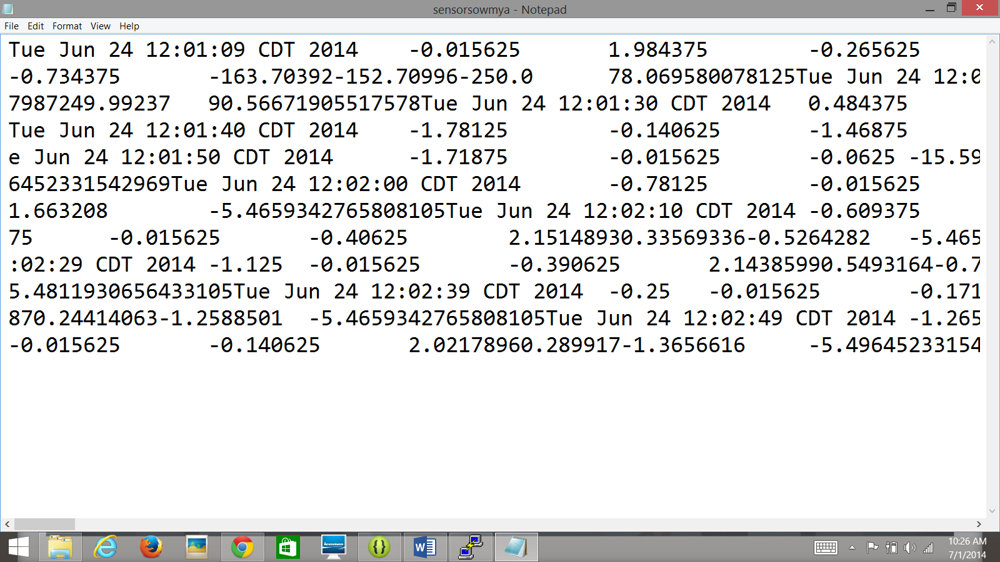 sensorsowmya - Notepad
File Edit Format View Help
Tue Jun 24 12:01:09 CDT 2014 -0.015625 1.984375 -0.265625
-0.734375 -163.70392-152.70996-250.0 78.069580078125Tue Jun 24 12:0
7987249.99237 90.56671905517578Tue Jun 24 12:01:30 CDT 2014 0.484375
Tue Jun 24 12:01:40 CDT 2014 -1.78125 -0.140625 -1.46875
e Jun 24 12:01:50 CDT 2014 -1.71875 -0.015625 -0.0625 -15.59
6452331542969Tue Jun 24 12:02:00 CDT 2014 -0.78125 -0.015625
1.663208 -5.4659342765808105Tue Jun 24 12:02:10 CDT 2014 -0.609375
75 -0.015625 -0.40625 2.15148930.33569336-0.5264282 -5.465
:02:29 CDT 2014 -1.125 -0.015625 -0.390625 2.14385990.5493164-0.7
5.4811930656433105Tue Jun 24 12:02:39 CDT 2014 -0.25 -0.015625 -0.171
870.24414063-1.2588501 -5.4659342765808105Tue Jun 24 12:02:49 CDT 2014 -1.265
-0.015625 -0.140625 2.02178960.289917-1.3656616 -5.49645233154
10:26 AM
7/1/2014